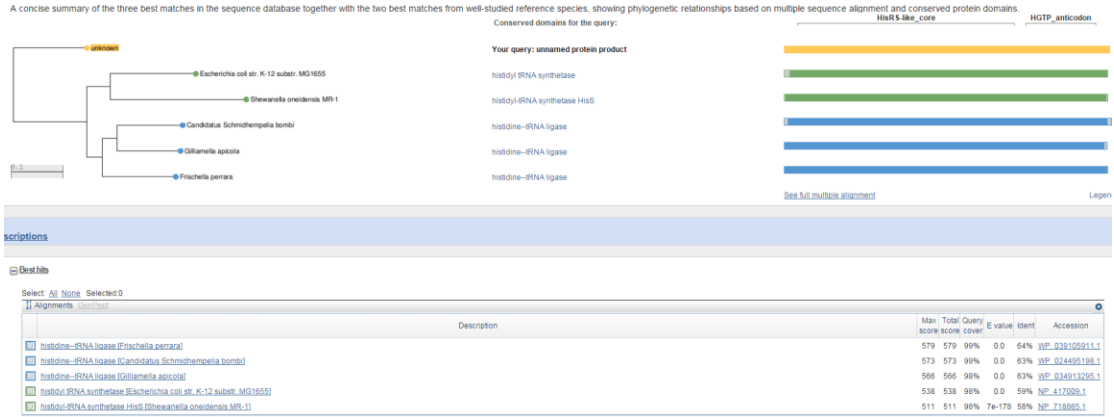 A concise summary of the three best matches in the sequence database together with the two best matches from well-studied reference species, showing phylogenetic relationships based on multiple sequence alignment and conserved protein domains.
Conserved domains for the query: HisRS-like_core HGTP_anticodon
unknown Your query: unnamed protein product
Escherichia coli str. K-12 substr. MG1655 histidyl tRNA synthetase
Shewanella oneidensis MR-1 histidyl-tRNA synthetase HisS
Candidatus Schmidhempelia bombi histidine--tRNA ligase
Gilliamella apicola histidine--tRNA ligase
0.1 Frischella perrara histidine--tRNA ligase
See full multiple alignment Legen
scriptions
Best hits
Select: All None Selected:0
Alignments GenPept
Description Max score Total score Query cover E value Ident Accession
histidine--tRNA ligase [Frischella perrara] 579 579 99% 0.0 64% WP_039105911.1
histidine--tRNA ligase [Candidatus Schmidhempelia bombi] 573 573 99% 0.0 63% WP_024495198.1
histidine--tRNA ligase [Gilliamella apicola] 566 566 98% 0.0 63% WP_034913295.1
histidyl tRNA synthetase [Escherichia coli str. K-12 substr. MG1655] 538 538 98% 0.0 59% NP_417009.1
histidyl-tRNA synthetase HisS [Shewanella oneidensis MR-1] 511 511 98% 7e-178 58% NP_718865.1